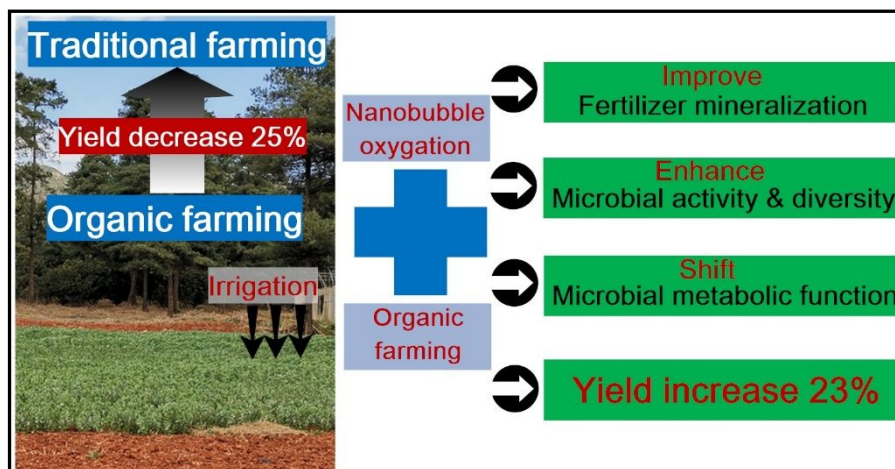 Traditional farming
Yield decrease 25%
Organic farming
Irrigation
Nanobubble
oxygation
Organic
farming
Improve
Fertilizer mineralization
Enhance
Microbial activity & diversity
Shift
Microbial metabolic function
Yield increase 23%